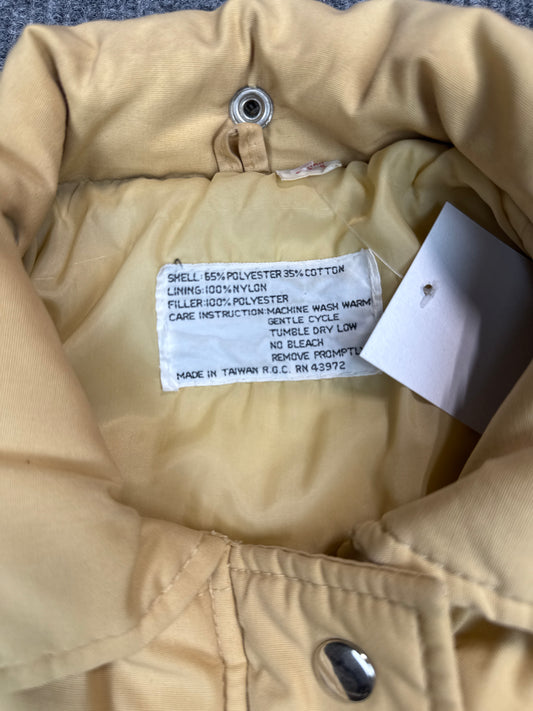 SHELL: 65% POLYESTER 35% COTTON
LINING: 100% NYLON
FILLER: 100% POLYESTER
CARE INSTRUCTION: MACHINE WASH WARM
GENTLE CYCLE
TUMBLE DRY LOW
NO BLEACH
REMOVE PROMPTLY
MADE IN TAIWAN R.O.C. RN 43972